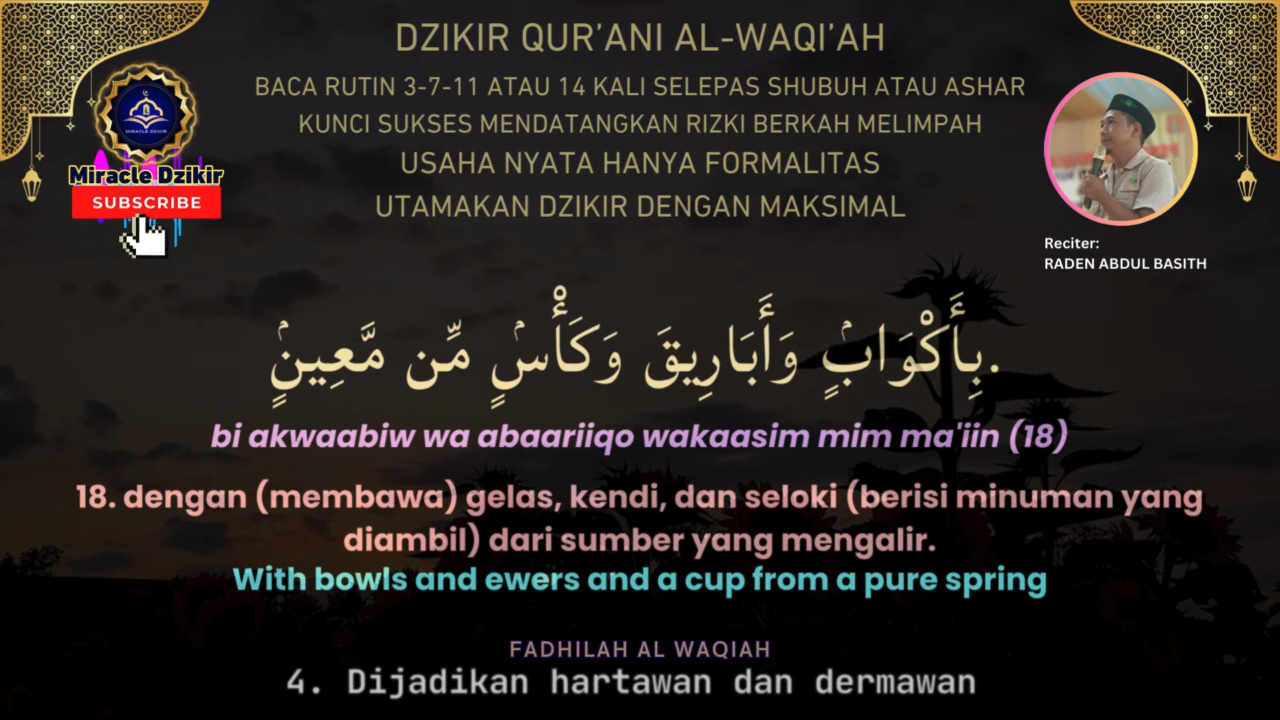 DZIKIR QUR'ANI AL-WAQI'AH
BACA RUTIN 3-7-11 ATAU 14 KALI SELEPAS SHUBUH ATAU ASHAR
KUNCI SUKSES MENDATANGKAN RIZKI BERKAH MELIMPAH
USAHA NYATA HANYA FORMALITAS
UTAMAKAN DZIKIR DENGAN MAKSIMAL
MIRACLE DZIKIR
Miracle Dzikir
SUBSCRIBE
Reciter:
RADEN ABDUL BASITH
بِأَكْوَابٍۢ وَأَبَارِيقَ وَكَأْسٍۢ مِّن مَّعِينٍۢ.
bi akwaabiw wa abaariiqo wakaasim mim ma'iin (18)
18. dengan (membawa) gelas, kendi, dan seloki (berisi minuman yang
diambil) dari sumber yang mengalir.
With bowls and ewers and a cup from a pure spring
FADHILAH AL WAQIAH
4. Dijadikan hartawan dan dermawan